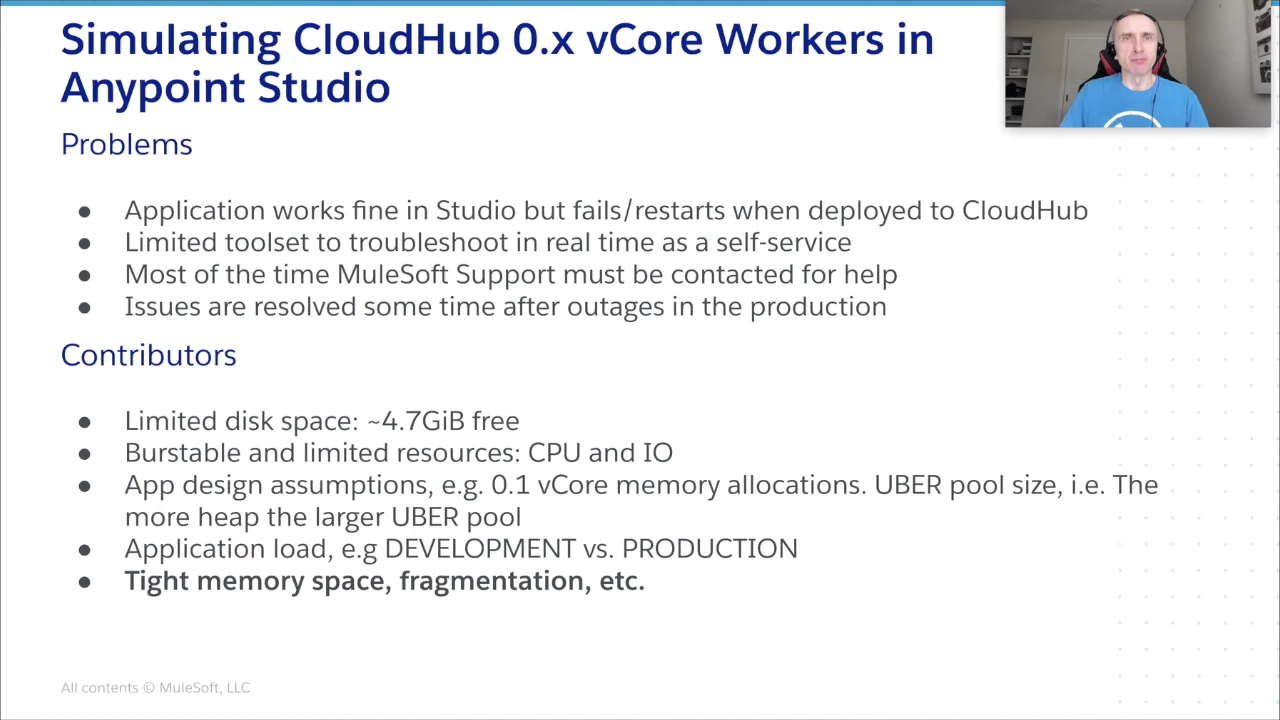 Simulating CloudHub 0.x vCore Workers in
Anypoint Studio
Problems
● Application works fine in Studio but fails/restarts when deployed to CloudHub
● Limited toolset to troubleshoot in real time as a self-service
● Most of the time MuleSoft Support must be contacted for help
● Issues are resolved some time after outages in the production
Contributors
● Limited disk space: ~4.7GiB free
● Burstable and limited resources: CPU and IO
● App design assumptions, e.g. 0.1 vCore memory allocations. UBER pool size, i.e. The
more heap the larger UBER pool
● Application load, e.g DEVELOPMENT vs. PRODUCTION
● Tight memory space, fragmentation, etc.
All contents © MuleSoft, LLC